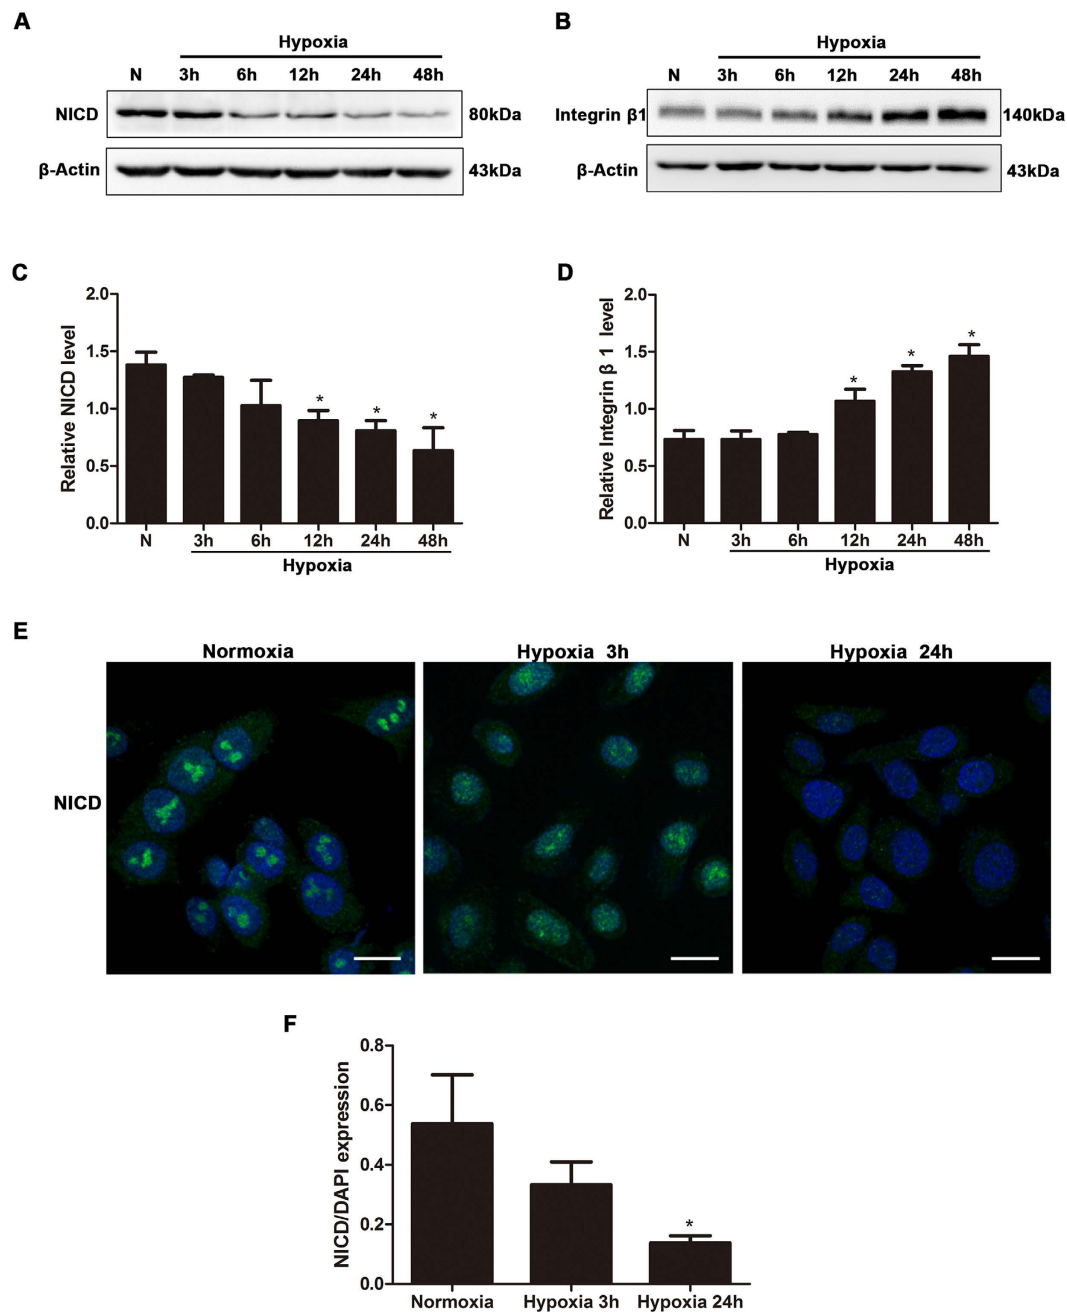 A
Hypoxia
N 3h 6h 12h 24h 48h
NICD 80kDa
β-Actin 43kDa
B
Hypoxia
N 3h 6h 12h 24h 48h
Integrin β1 140kDa
β-Actin 43kDa
C
Relative NICD level
2.0
1.5
1.0
0.5
0.0
* * *
N 3h 6h 12h 24h 48h
Hypoxia
D
Relative Integrin β 1 level
2.0
1.5
1.0
0.5
0.0
* * *
N 3h 6h 12h 24h 48h
Hypoxia
E
Normoxia Hypoxia 3h Hypoxia 24h
NICD
F
NICD/DAPI expression
0.8
0.6
0.4
0.2
0.0
*
Normoxia Hypoxia 3h Hypoxia 24h